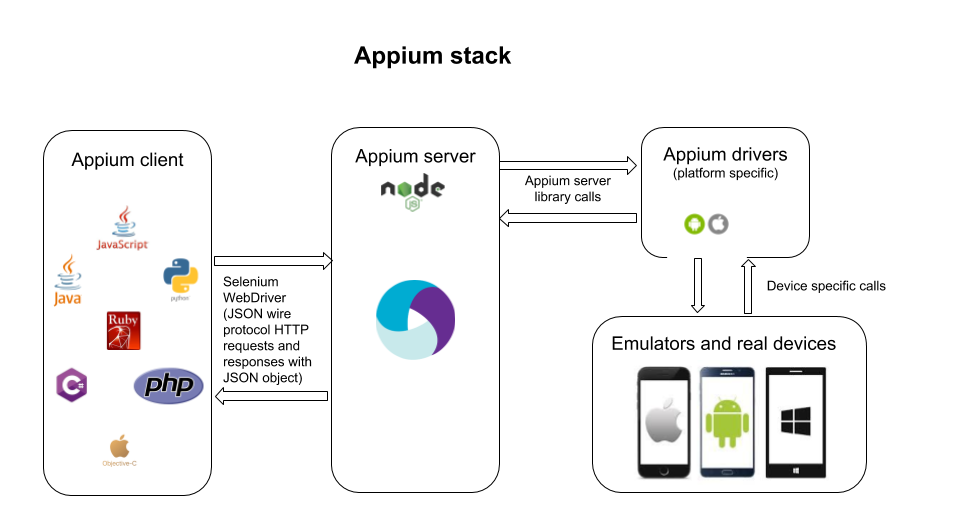 Appium stack
Appium client
JavaScript
Java
python
Ruby
C#
php
Objective-C
Selenium
WebDriver
(JSON wire
protocol HTTP
requests and
responses with
JSON object)
Appium server
node
JS
Appium server
library calls
Appium drivers
(platform specific)
Device specific calls
Emulators and real devices